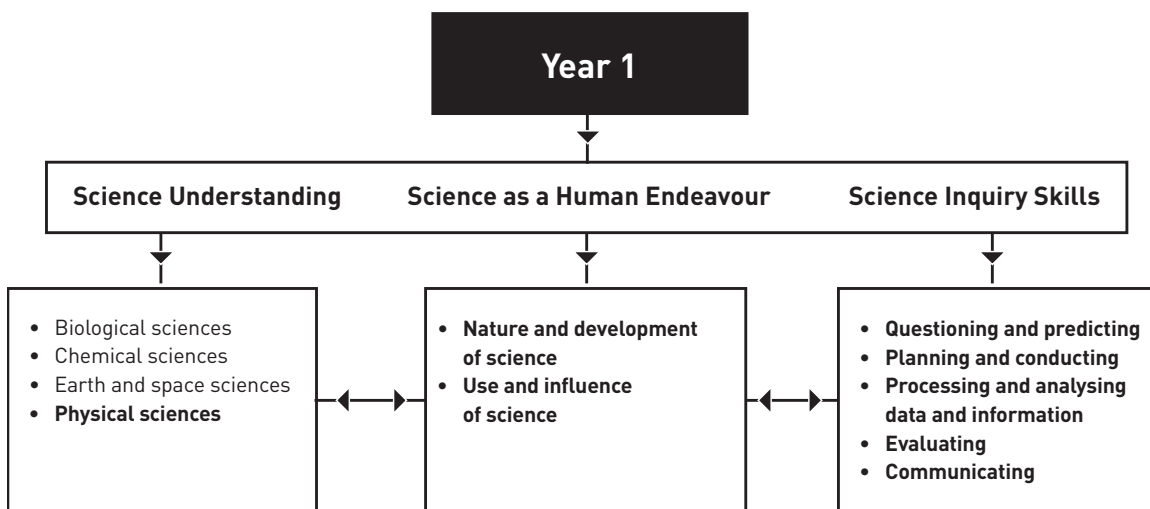 Year 1
Science Understanding
Science as a Human Endeavour
Science Inquiry Skills
• Biological sciences
• Chemical sciences
• Earth and space sciences
• Physical sciences
• Nature and development
of science
• Use and influence
of science
• Questioning and predicting
• Planning and conducting
• Processing and analysing
data and information
• Evaluating
• Communicating